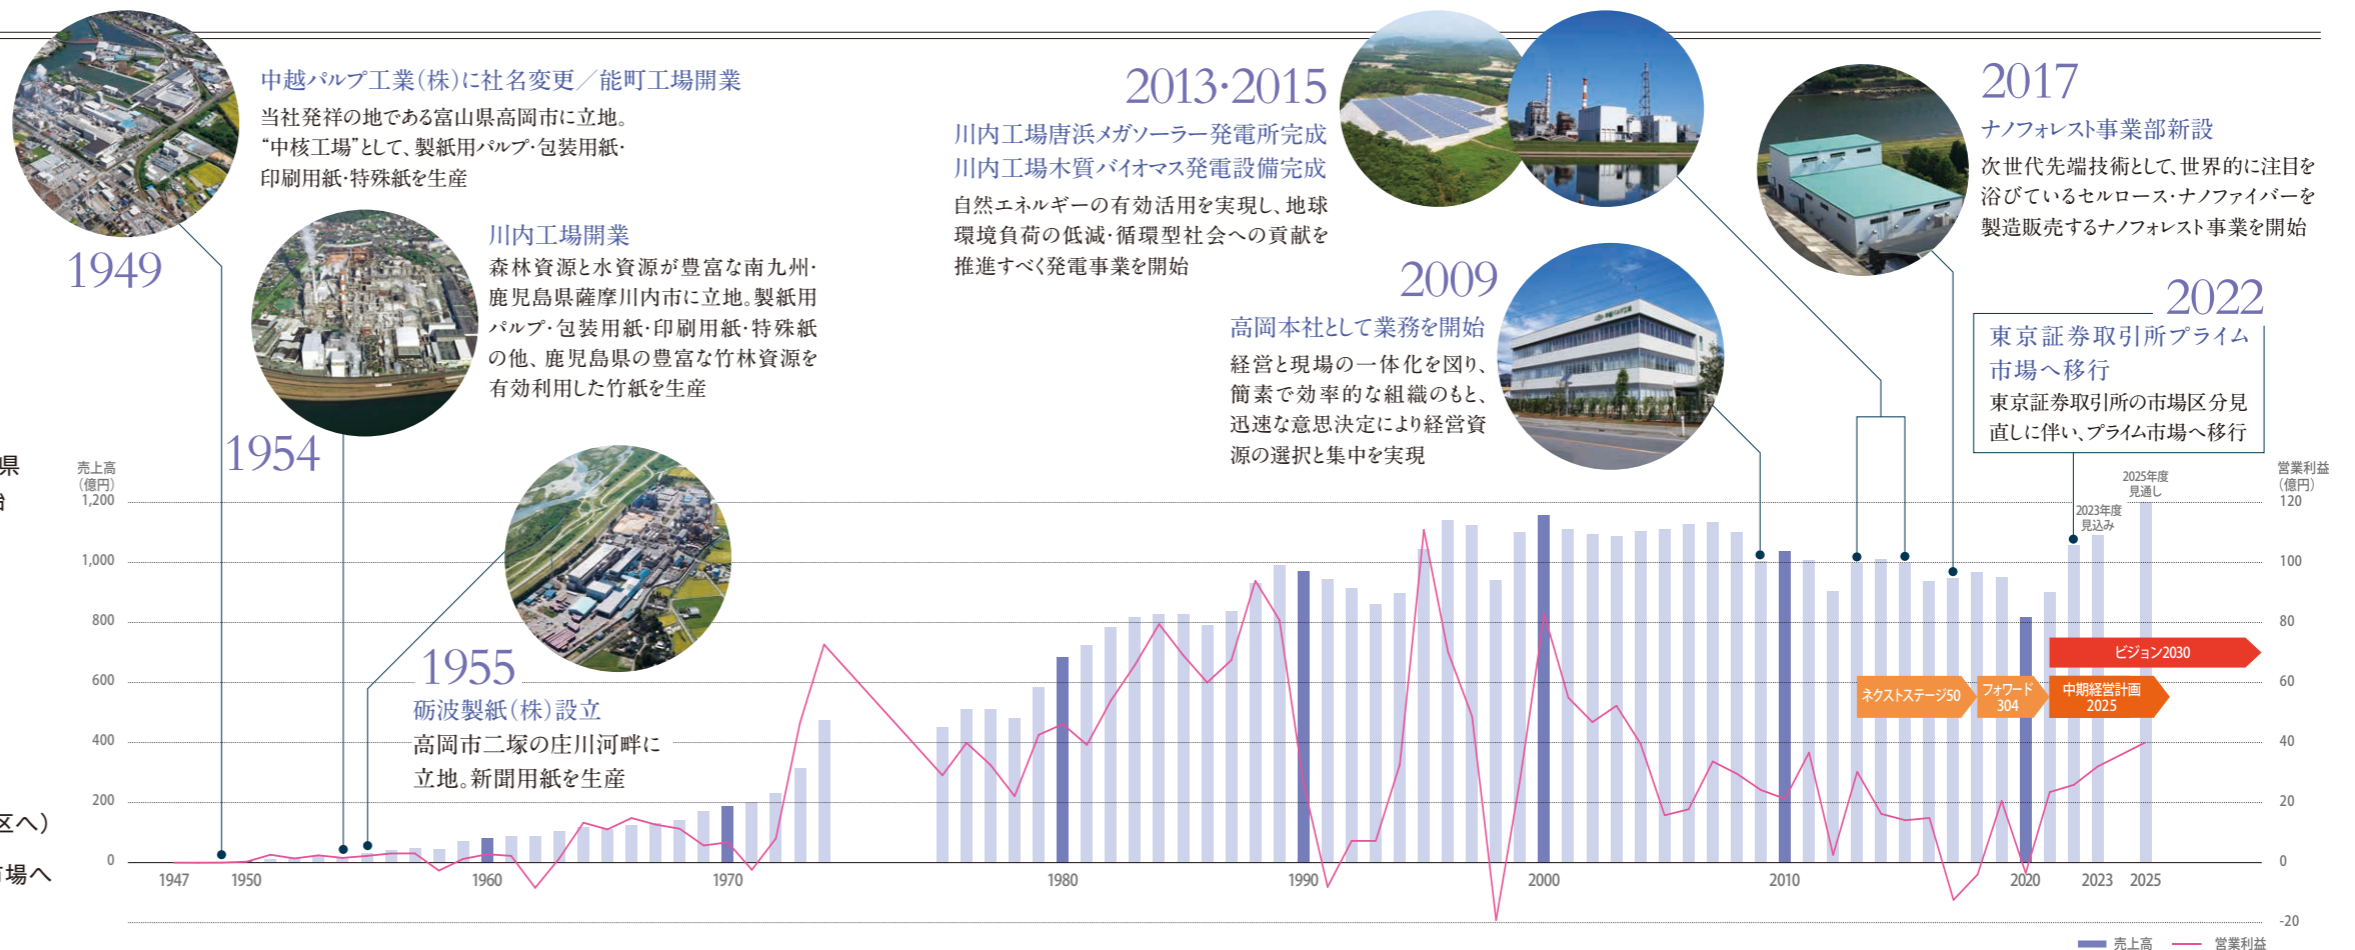 中越パルプ工業(株)に社名変更／能町工場開業
当社発祥の地である富山県高岡市に立地。
“中核工場”として、製紙用パルプ・包装用紙・
印刷用紙・特殊紙を生産
1949
川内工場開業
森林資源と水資源が豊富な南九州・
鹿児島県薩摩川内市に立地。製紙用
パルプ・包装用紙・印刷用紙・特殊紙
の他、鹿児島県の豊富な竹林資源を
有効利用した竹紙を生産
1954
1955
砺波製紙(株)設立
高岡市二塚の庄川河畔に
立地。新聞用紙を生産
2013・2015
川内工場唐浜メガソーラー発電所完成
川内工場木質バイオマス発電設備完成
自然エネルギーの有効活用を実現し、地球
環境負荷の低減・循環型社会への貢献を
推進すべく発電事業を開始
2009
高岡本社として業務を開始
経営と現場の一体化を図り、
簡素で効率的な組織のもと、
迅速な意思決定により経営資
源の選択と集中を実現
2017
ナノフォレスト事業部新設
次世代先端技術として、世界的に注目を
浴びているセルロース・ナノファイバーを
製造販売するナノフォレスト事業を開始
2022
東京証券取引所プライム
市場へ移行
東京証券取引所の市場区分見
直しに伴い、プライム市場へ移行
県
区へ)
市場へ
売上高
(億円)
1,200
1,000
800
600
400
200
0
営業利益
(億円)
120
100
80
60
40
20
0
-20
2025年度
見通し
2023年度
見込み
ビジョン2030
ネクストステージ50
フォワード
304
中期経営計画
2025
1947
1950
1960
1970
1980
1990
2000
2010
2020
2023
2025
売上高
営業利益